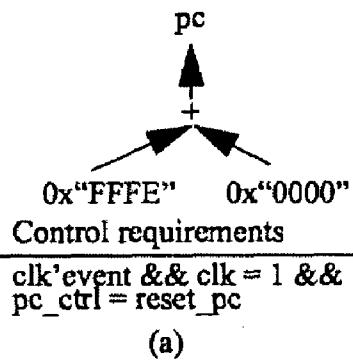 pc
+
0x“FFFE” 0x“0000”
Control requirements
clk’event && clk = 1 &&
pc_ctrl = reset_pc
(a)